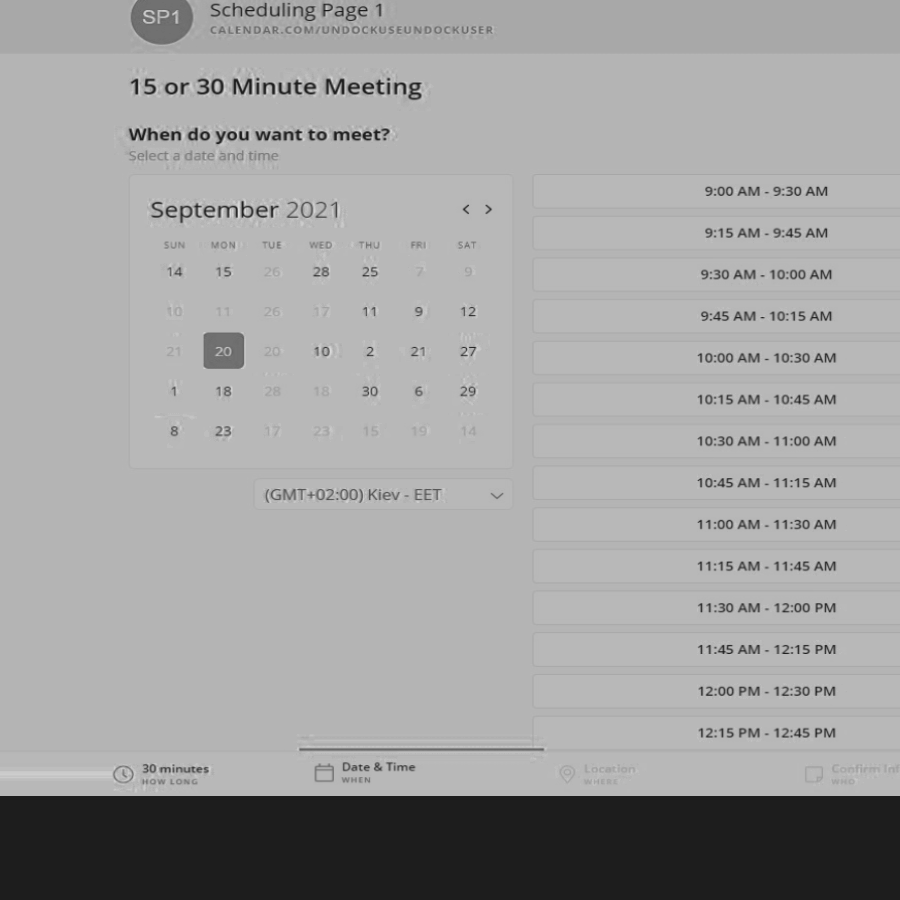 SP1
Scheduling Page 1
CALENDAR.COM/UNDOCKUSEUNDOCKUSER
15 or 30 Minute Meeting
When do you want to meet?
Select a date and time
September 2021
SUN MON TUE WED THU FRI SAT
14 15 26 28 25 7 9
10 11 26 17 11 9 12
21 20 20 10 2 21 27
1 18 28 18 30 6 29
8 23 17 23 15 19 14
(GMT+02:00) Kiev - EET
9:00 AM - 9:30 AM
9:15 AM - 9:45 AM
9:30 AM - 10:00 AM
9:45 AM - 10:15 AM
10:00 AM - 10:30 AM
10:15 AM - 10:45 AM
10:30 AM - 11:00 AM
10:45 AM - 11:15 AM
11:00 AM - 11:30 AM
11:15 AM - 11:45 AM
11:30 AM - 12:00 PM
11:45 AM - 12:15 PM
12:00 PM - 12:30 PM
12:15 PM - 12:45 PM
30 minutes
HOW LONG
Date & Time
WHEN
Location
WHERE
Confirm Inf
WHO